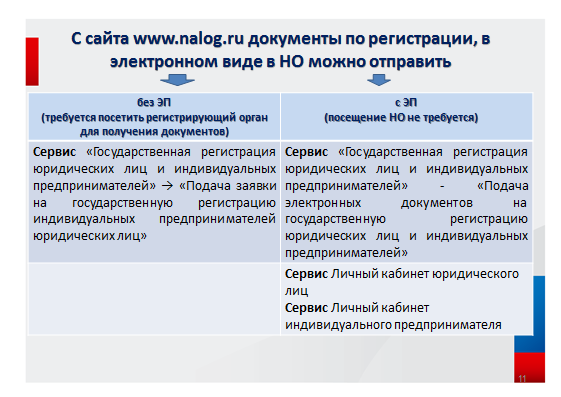 С сайта www.nalog.ru документы по регистрации, в
электронном виде в НО можно отправить
без ЭП
(требуется посетить регистрирующий орган
для получения документов)
с ЭП
(посещение НО не требуется)
Сервис «Государственная регистрация
юридических лиц и индивидуальных
предпринимателей» → «Подача заявки
на государственную регистрацию
индивидуальных предпринимателей
юридических лиц»
Сервис «Государственная регистрация
юридических лиц и индивидуальных
предпринимателей» - «Подача
электронных документов на
государственную регистрацию
юридических лиц и индивидуальных
предпринимателей»
Сервис Личный кабинет юридического
лиц
Сервис Личный кабинет
индивидуального предпринимателя
11